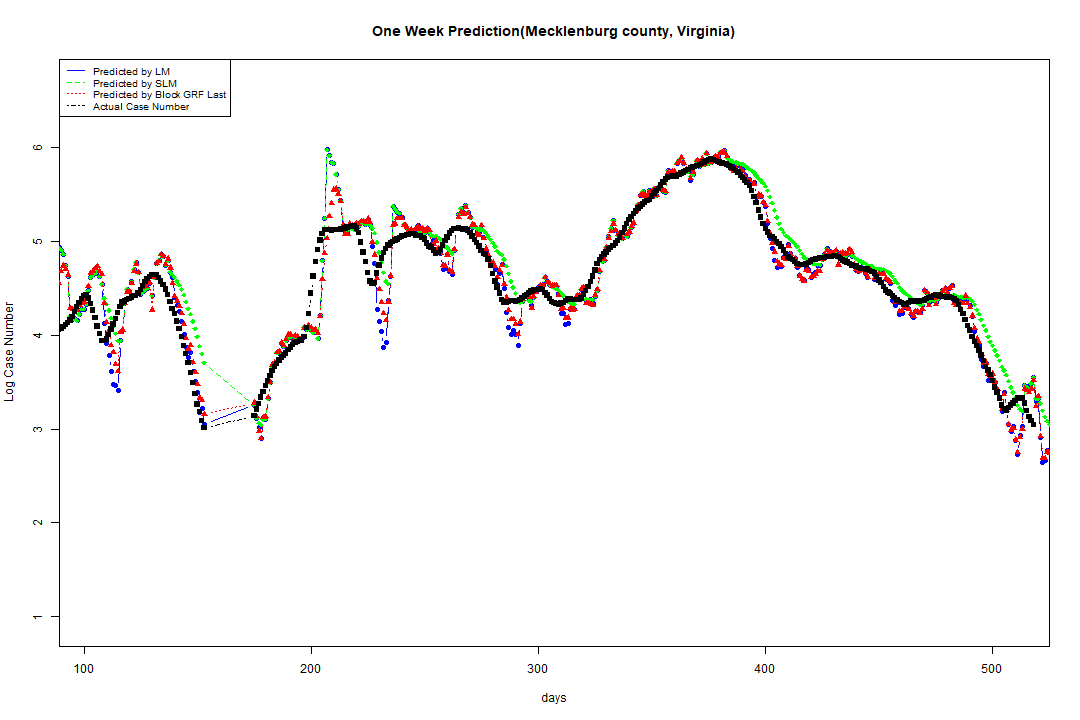 One Week Prediction(Mecklenburg county, Virginia)
Predicted by LM
Predicted by SLM
Predicted by Block GRF Last
Actual Case Number
Log Case Number
6
5
4
3
2
1
100 200 300 400 500
days